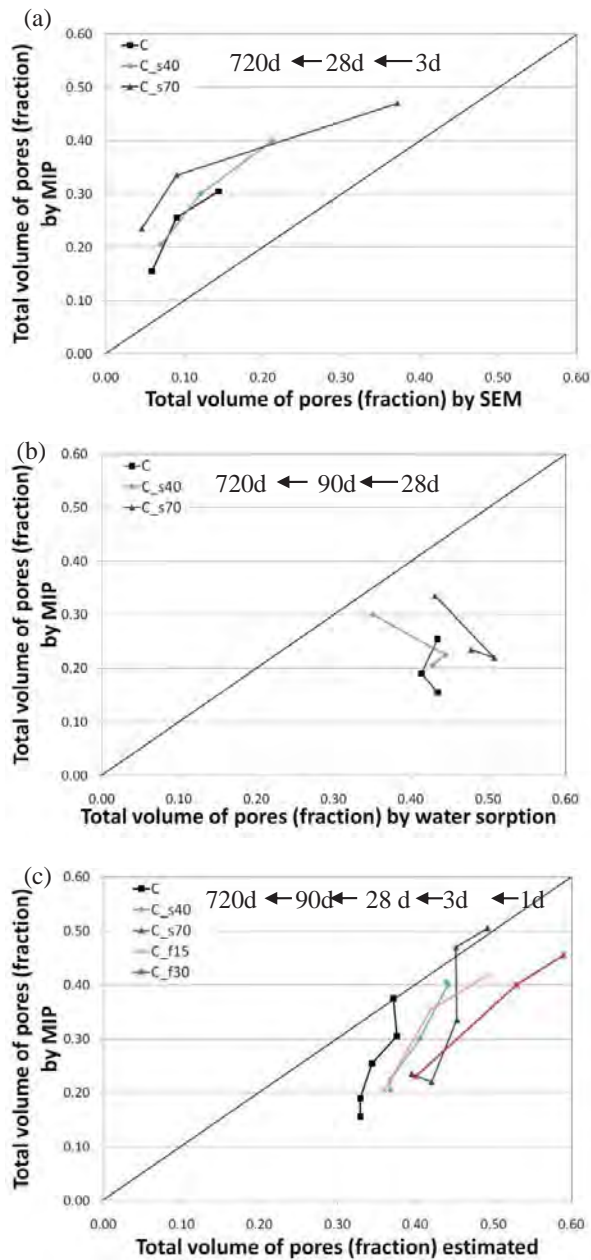 (a)
Total volume of pores (fraction)
by MIP
0.60
0.50
0.40
0.30
0.20
0.10
0.00
C
C_s40
C_s70
720d ← 28d ← 3d
0.00 0.10 0.20 0.30 0.40 0.50 0.60
Total volume of pores (fraction) by SEM
(b)
Total volume of pores (fraction)
by MIP
0.60
0.50
0.40
0.30
0.20
0.10
0.00
C
C_s40
C_s70
720d ← 90d ← 28d
0.00 0.10 0.20 0.30 0.40 0.50 0.60
Total volume of pores (fraction) by water sorption
(c)
Total volume of pores (fraction)
by MIP
0.60
0.50
0.40
0.30
0.20
0.10
0.00
C
C_s40
C_s70
C_f15
C_f30
720d ← 90d ← 28 d ← 3d ← 1d
0.00 0.10 0.20 0.30 0.40 0.50 0.60
Total volume of pores (fraction) estimated